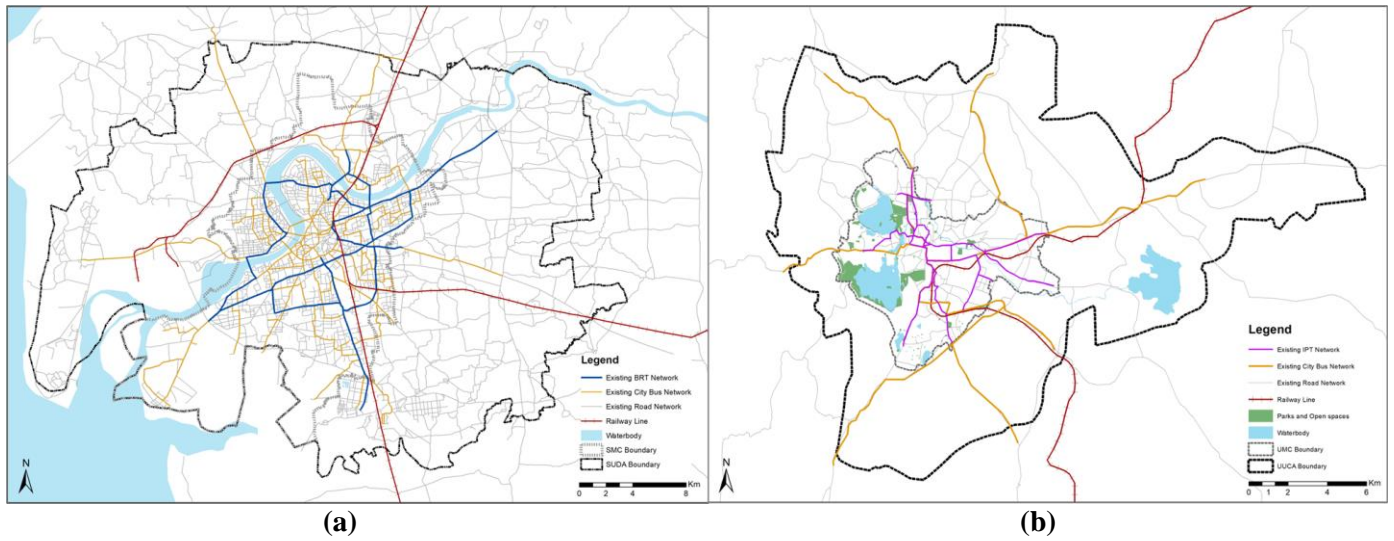 N
Legend
Existing BRT Network
Existing City Bus Network
Existing Road Network
Railway Line
Waterbody
SMC Boundary
SUDA Boundary
Km
0 2 4 8
(a)
N
Legend
Existing IPT Network
Existing City Bus Network
Existing Road Network
Railway Line
Parks and Open spaces
Waterbody
UMC Boundary
UUCA Boundary
0 1 2 4 6
Km
(b)